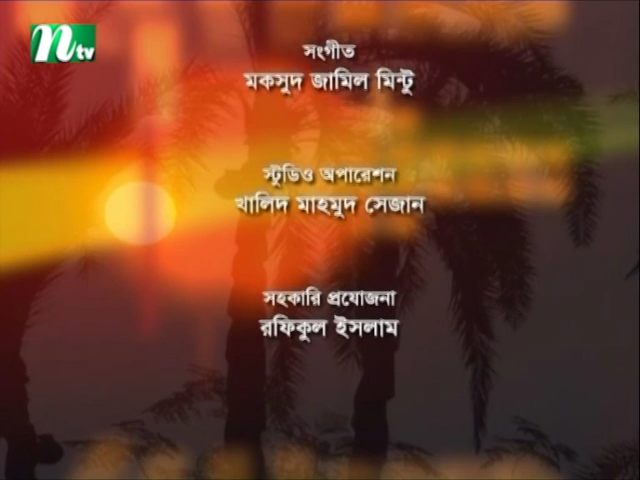 ntv
সংগীত
মকসুদ জামিল মিন্টু
স্টুডিও অপারেশন
খালিদ মাহমুদ সেজান
সহকারি প্রযোজনা
রফিকুল ইসলাম